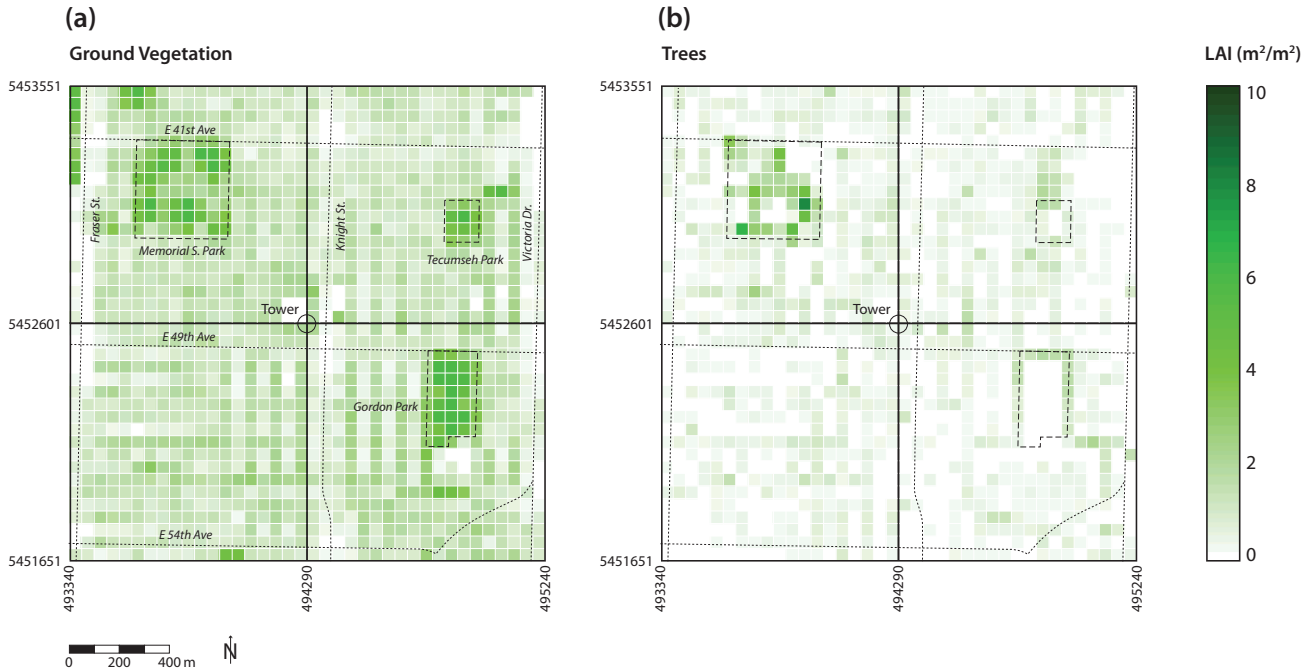 (a)
Ground Vegetation
(b)
Trees
LAI (m²/m²)
5453551
5452601
5451651
493340
494290
495240
E 41st Ave
Fraser St.
Memorial S. Park
Knight St.
Tecumseh Park
Victoria Dr.
Tower
E 49th Ave
Gordon Park
E 54th Ave
0 200 400 m
N
5453551
5452601
5451651
493340
494290
495240
Tower
10
8
6
4
2
0